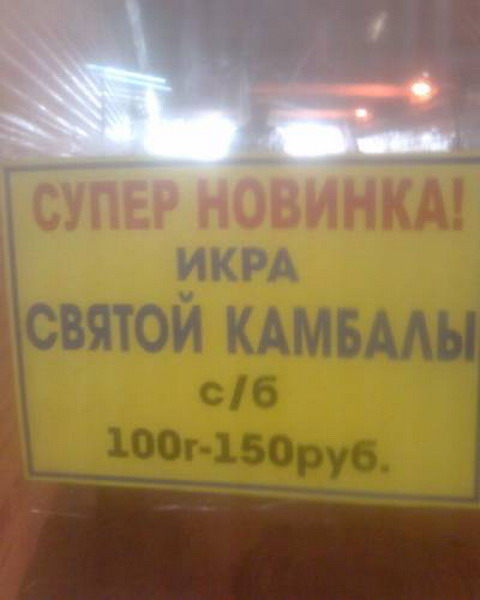 СУПЕР НОВИНКА!
ИКРА
СВЯТОЙ КАМБАЛЫ
с/б
100г-150руб.